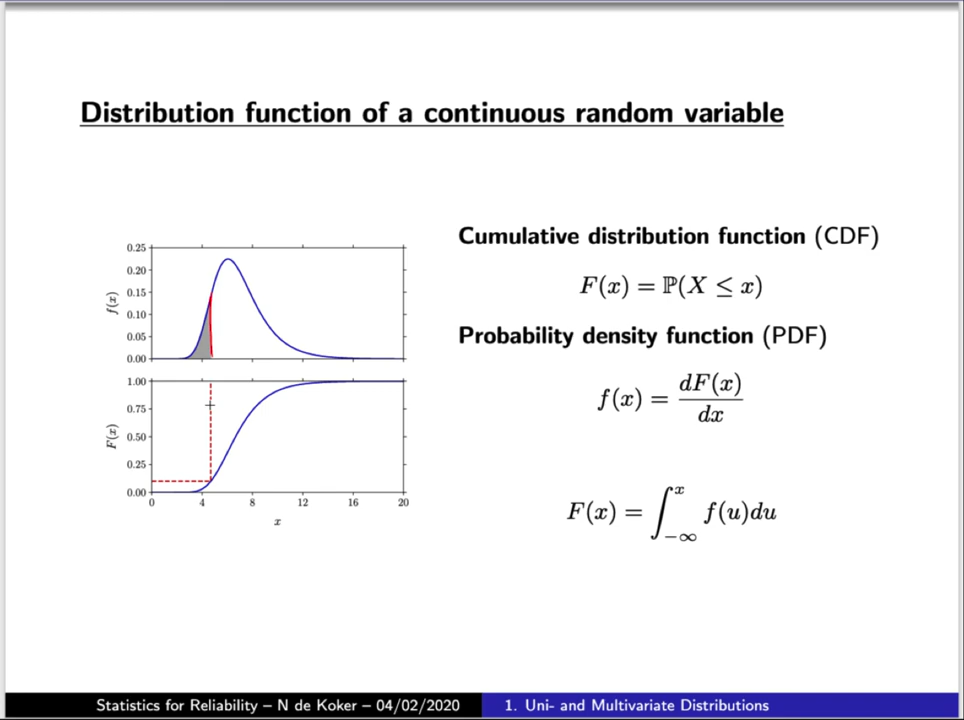 Distribution function of a continuous random variable
0.25
0.20
0.15
0.10
0.05
0.00
f(x)
1.00
0.75
0.50
0.25
0.00
F(x)
0 4 8 12 16 20
x
Cumulative distribution function (CDF)
F(x) = ℙ(X ≤ x)
Probability density function (PDF)
f(x) = dF(x)/dx
F(x) = ∫_{-∞}^{x} f(u)du
Statistics for Reliability – N de Koker – 04/02/2020
1. Uni- and Multivariate Distributions